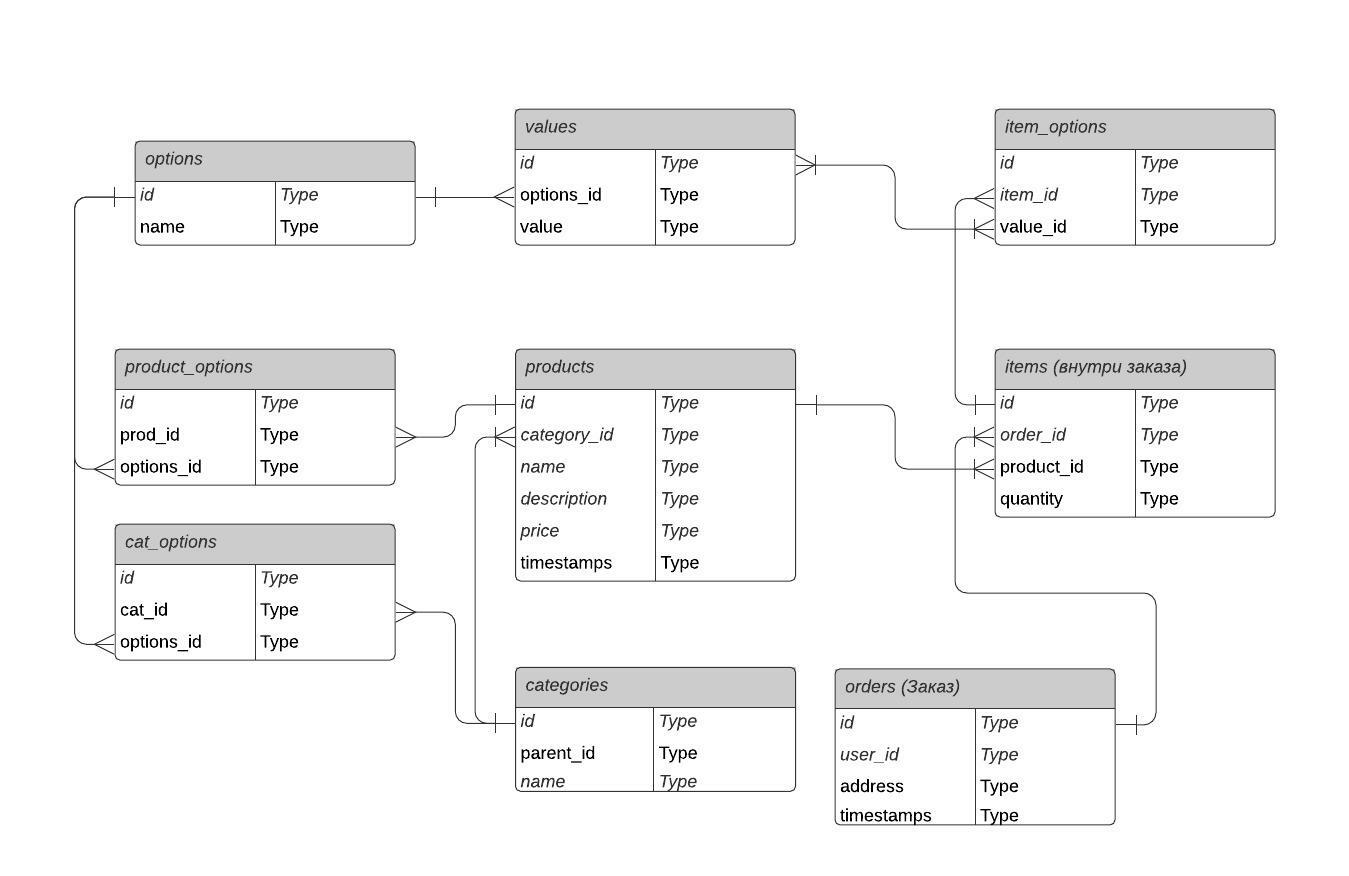 options
id Type
name Type
values
id Type
options_id Type
value Type
item_options
id Type
item_id Type
value_id Type
product_options
id Type
prod_id Type
options_id Type
products
id Type
category_id Type
name Type
description Type
price Type
timestamps Type
items (внутри заказа)
id Type
order_id Type
product_id Type
quantity Type
cat_options
id Type
cat_id Type
options_id Type
categories
id Type
parent_id Type
name Type
orders (Заказ)
id Type
user_id Type
address Type
timestamps Type